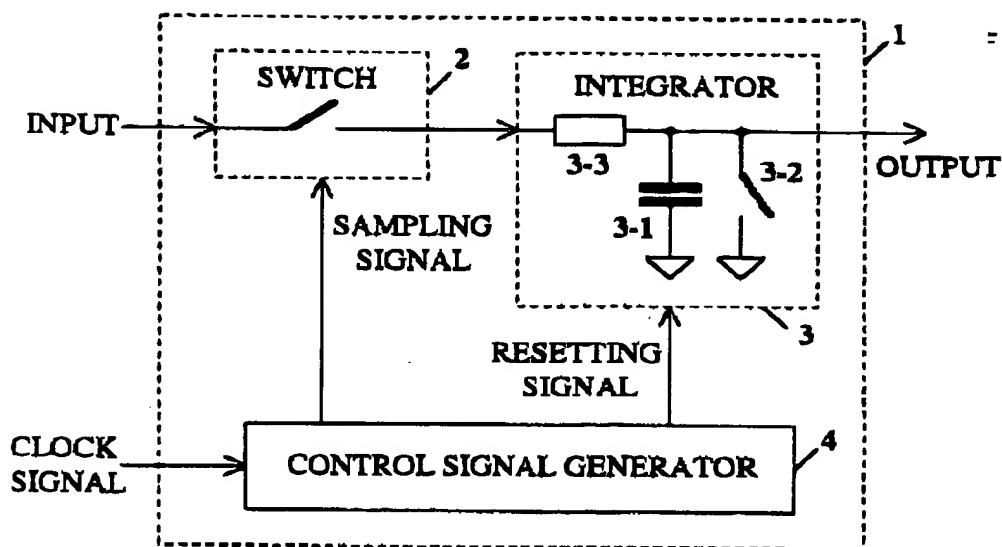 1
2
SWITCH
INTEGRATOR
INPUT
3-3
3-2
OUTPUT
3-1
SAMPLING
SIGNAL
3
RESETTING
SIGNAL
4
CLOCK
SIGNAL
CONTROL SIGNAL GENERATOR